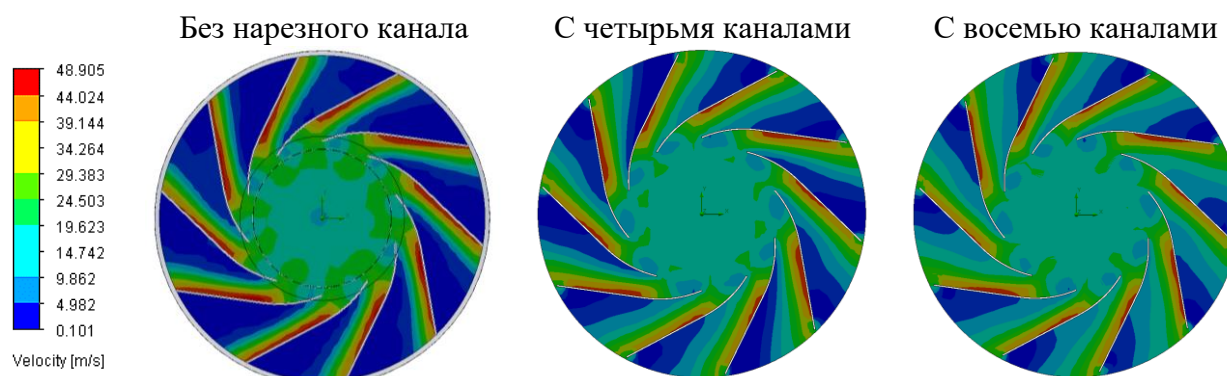 Без нарезного канала
С четырьмя каналами
С восемью каналами
48.905
44.024
39.144
34.264
29.383
24.503
19.623
14.742
9.862
4.982
0.101
Velocity [m/s]